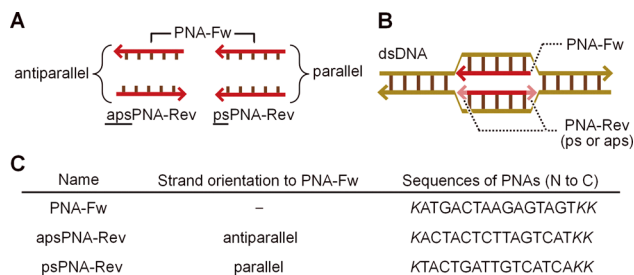 A
PNA-Fw
antiparallel
parallel
apsPNA-Rev
psPNA-Rev
B
dsDNA
PNA-Fw
PNA-Rev
(ps or aps)
C
Name Strand orientation to PNA-Fw Sequences of PNAs (N to C)
PNA-Fw – KATGACTAAGAGTAGTKK
apsPNA-Rev antiparallel KACTACTCTTAGTCATKK
psPNA-Rev parallel KTACTGATTGTCATCAKK